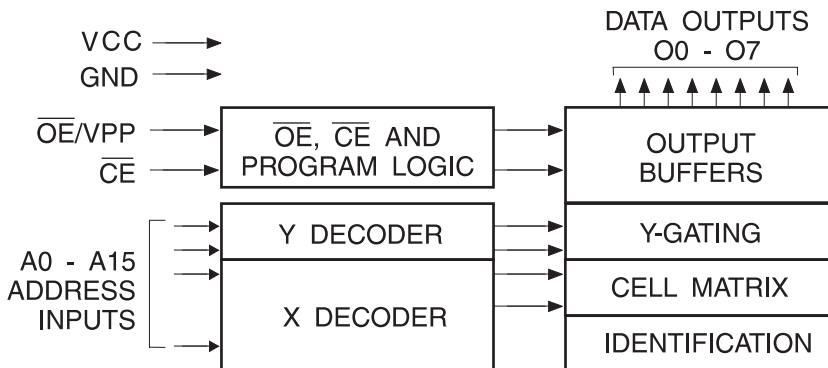 DATA OUTPUTS
O0 - O7
VCC
GND
OE/VPP
CE
OE, CE AND
PROGRAM LOGIC
OUTPUT
BUFFERS
A0 - A15
ADDRESS
INPUTS
Y DECODER
Y-GATING
X DECODER
CELL MATRIX
IDENTIFICATION